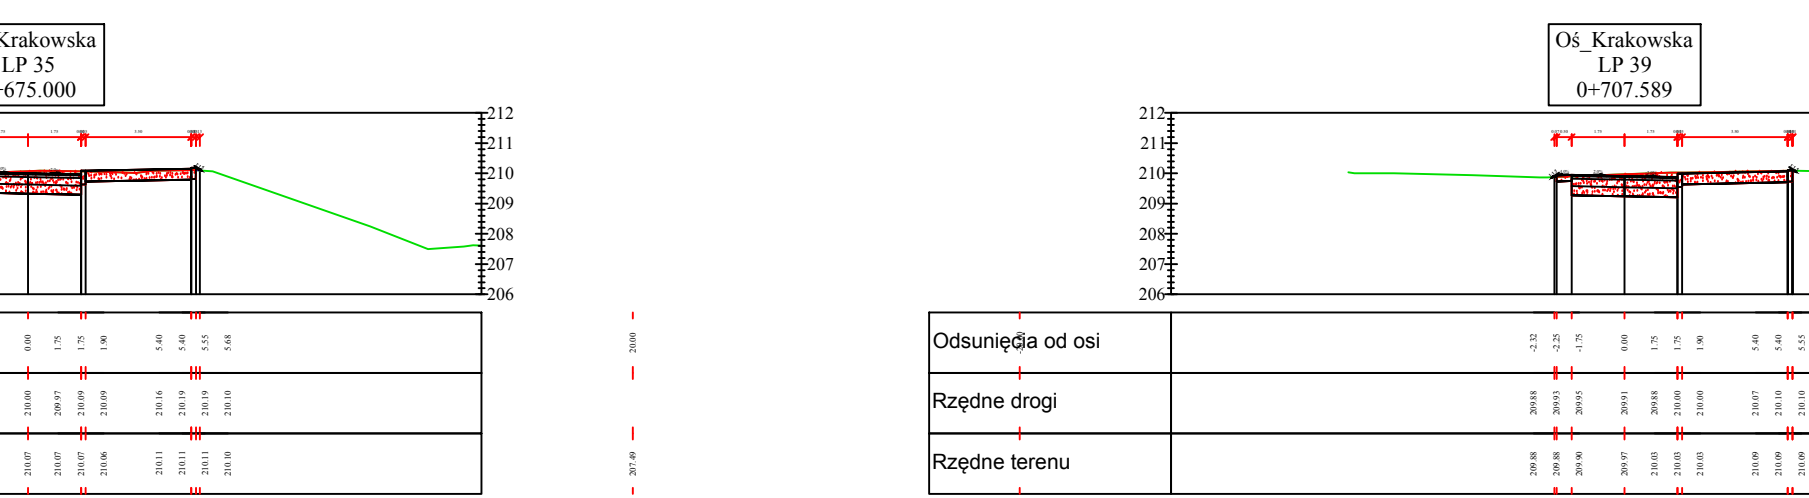 Krakowska
LP 35
+675.000
212
211
210
209
208
207
206
0.00 1.75 1.75 1.90 5.40 5.40 5.55 5.68
20.00
210.00 209.97 210.09 210.09 210.16 210.19 210.19 210.10
210.07 210.07 210.07 210.06 210.11 210.11 210.11 210.10
207.49
Oś_Krakowska
LP 39
0+707.589
212
211
210
209
208
207
206
Odsunięcia od osi
-2.32 -2.25 -1.75 0.00 1.75 1.75 1.90 5.40 5.40 5.55
Rzędne drogi
209.88 209.93 209.95 209.91 209.88 210.00 210.00 210.07 210.10 210.10
Rzędne terenu
209.88 209.88 209.90 209.97 210.03 210.03 210.03 210.09 210.09 210.09